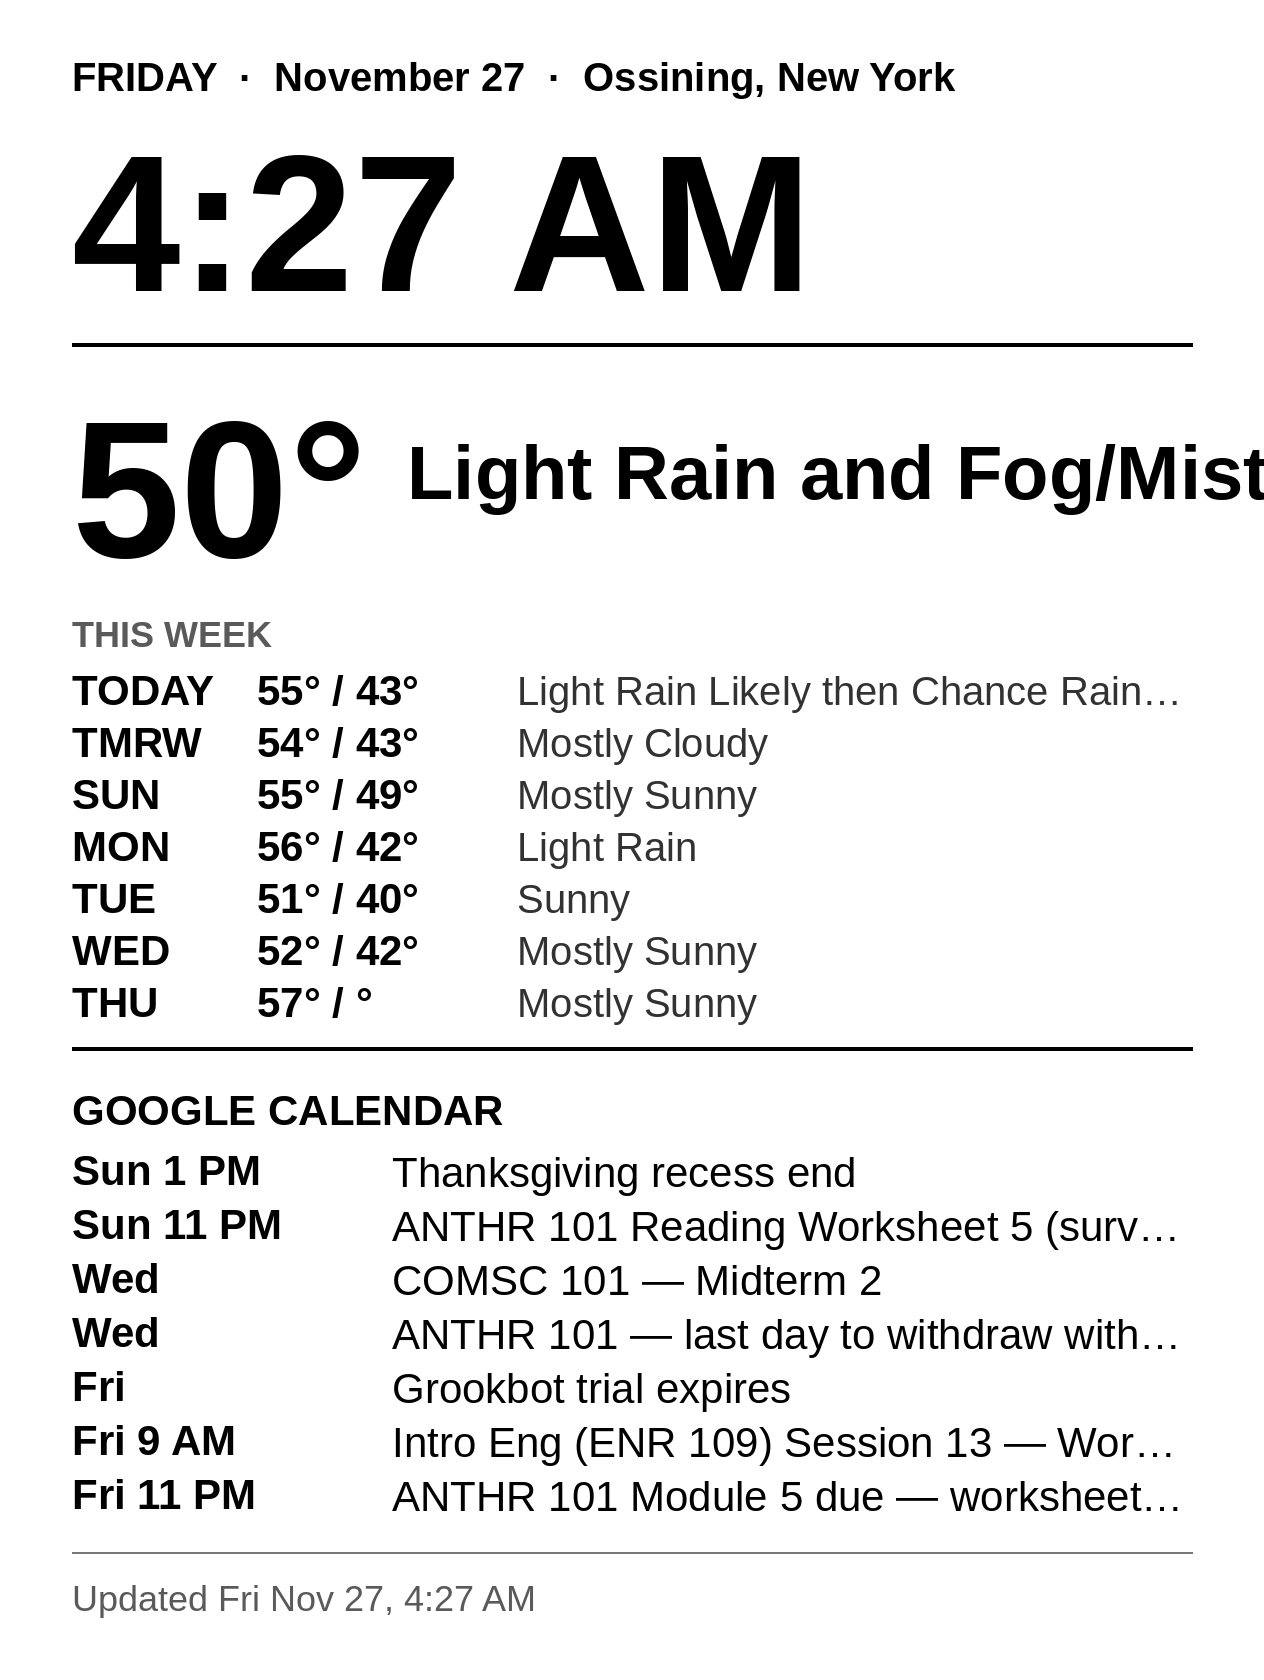 FRIDAY · November 27 · Ossining, New York
4:27 AM
50° Light Rain and Fog/Mist
THIS WEEK
TODAY 55° / 43° Light Rain Likely then Chance Rain…
TMRW 54° / 43° Mostly Cloudy
SUN 55° / 49° Mostly Sunny
MON 56° / 42° Light Rain
TUE 51° / 40° Sunny
WED 52° / 42° Mostly Sunny
THU 57° / ° Mostly Sunny
GOOGLE CALENDAR
Sun 1 PM Thanksgiving recess end
Sun 11 PM ANTHR 101 Reading Worksheet 5 (surv…
Wed COMSC 101 — Midterm 2
Wed ANTHR 101 — last day to withdraw with…
Fri Grookbot trial expires
Fri 9 AM Intro Eng (ENR 109) Session 13 — Wor…
Fri 11 PM ANTHR 101 Module 5 due — worksheet…
Updated Fri Nov 27, 4:27 AM